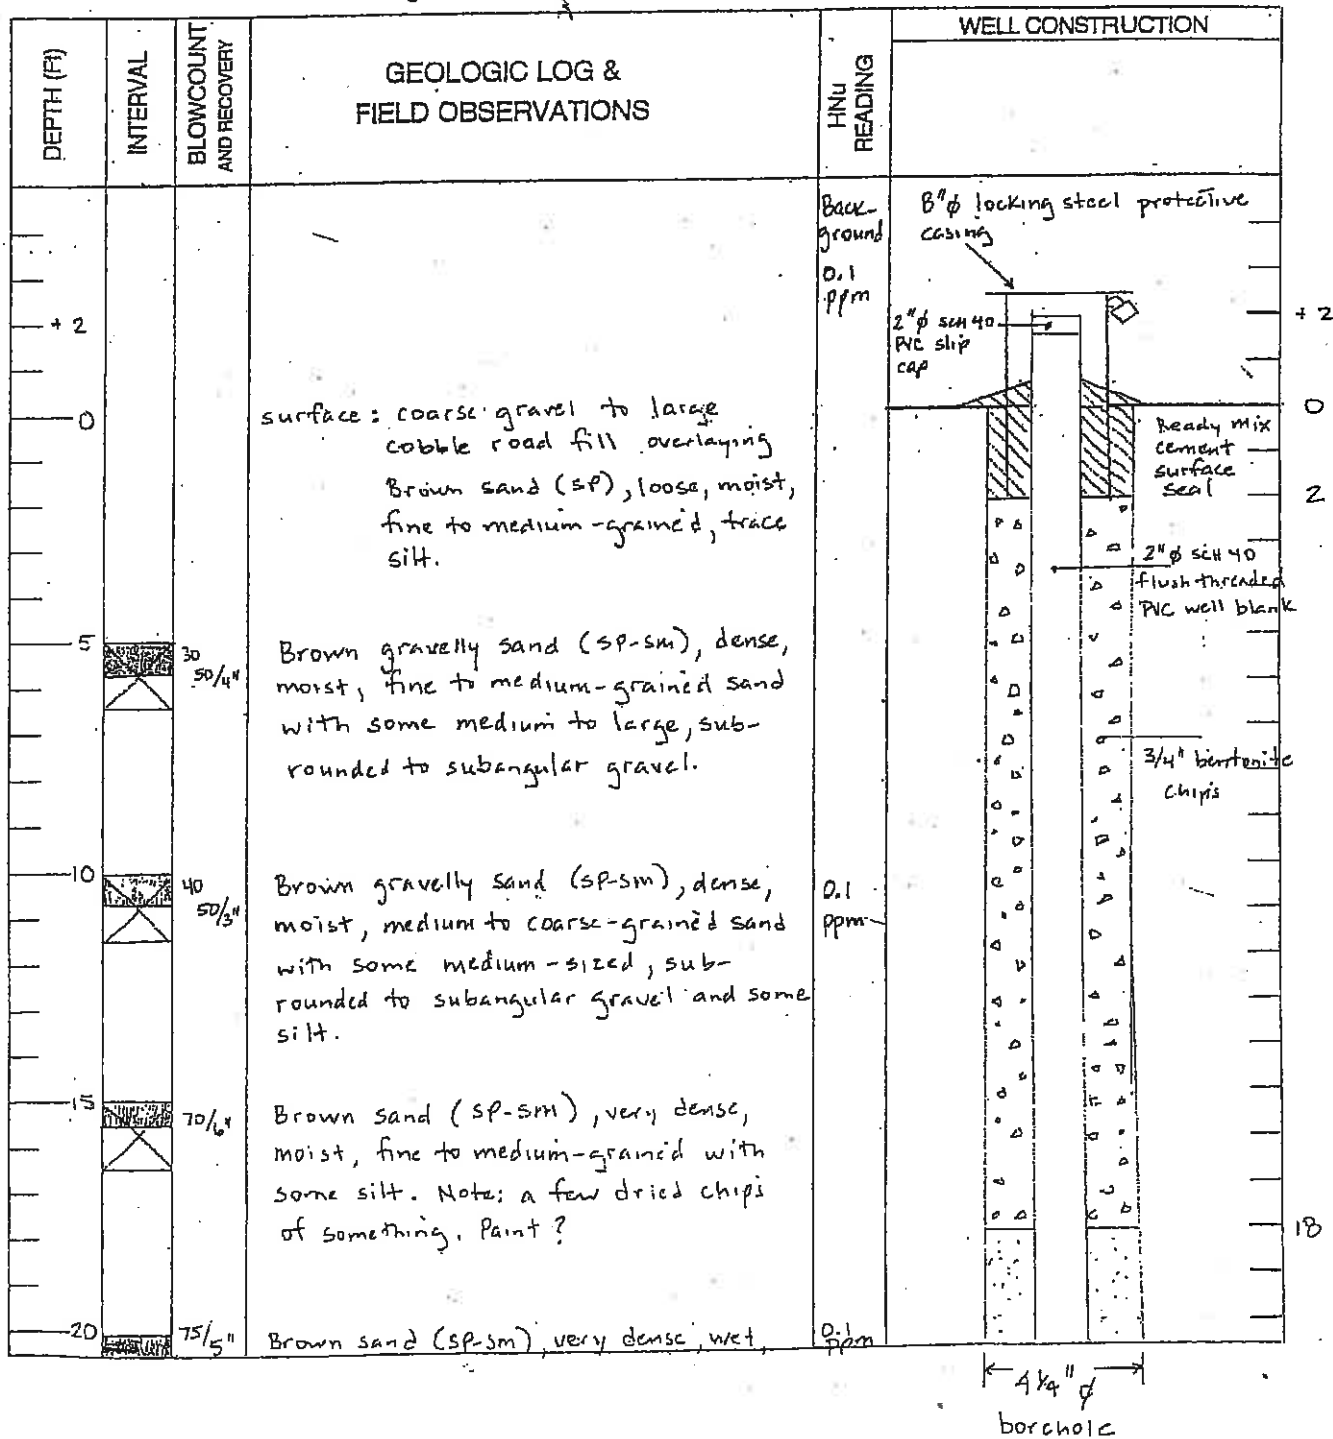 DEPTH (Ft)
INTERVAL
BLOWCOUNT
AND RECOVERY
GEOLOGIC LOG &
FIELD OBSERVATIONS
HNu
READING
WELL CONSTRUCTION
Back-
ground
0.1
ppm
8"ϕ locking steel protective
casing
+ 2
2"ϕ SCH 40
PVC slip
cap
+ 2
0
surface: coarse gravel to large
cobble road fill overlaying
Brown sand (SP), loose, moist,
fine to medium-grained, trace
silt.
0
Ready mix
cement
surface
seal
2
2"ϕ SCH 40
flush threaded
PVC well blank
5
30
50/4"
Brown gravelly sand (SP-SM), dense,
moist, fine to medium-grained sand
with some medium to large, sub-
rounded to subangular gravel.
3/4" bentonite
chips
10
40
50/3"
Brown gravelly sand (SP-SM), dense,
moist, medium to coarse-grained sand
with some medium-sized, sub-
rounded to subangular gravel and some
silt.
0.1
ppm
15
70/6"
Brown sand (SP-SM), very dense,
moist, fine to medium-grained with
some silt. Note: a few dried chips
of something. Paint?
18
20
75/5"
Brown sand (SP-SM), very dense, wet,
0.1
ppm
4 1/4" ϕ
borehole